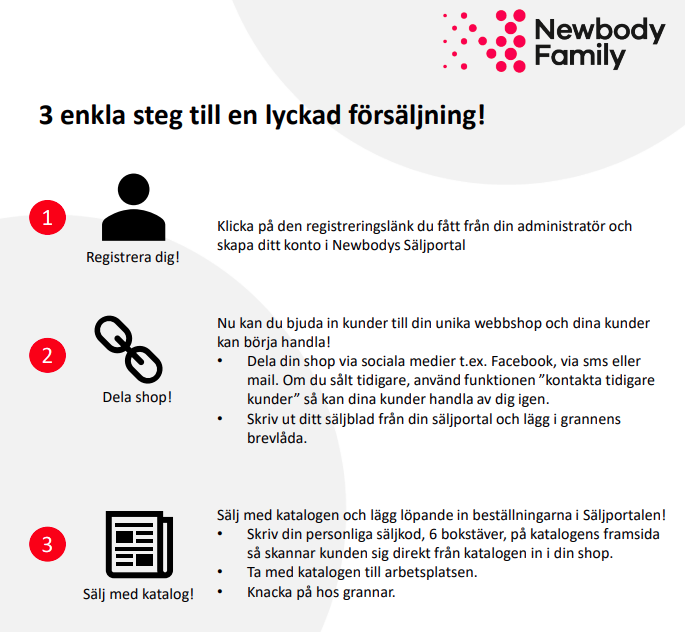 Newbody
Family
3 enkla steg till en lyckad försäljning!
1
Registrera dig!
Klicka på den registreringslänk du fått från din administratör och
skapa ditt konto i Newbodys Säljportal
2
Dela shop!
Nu kan du bjuda in kunder till din unika webbshop och dina kunder
kan börja handla!
• Dela din shop via sociala medier t.ex. Facebook, via sms eller
mail. Om du sålt tidigare, använd funktionen ”kontakta tidigare
kunder” så kan dina kunder handla av dig igen.
• Skriv ut ditt säljblad från din säljportal och lägg i grannens
brevlåda.
3
Sälj med katalog!
Sälj med katalogen och lägg löpande in beställningarna i Säljportalen!
• Skriv din personliga säljkod, 6 bokstäver, på katalogens framsida
så skannar kunden sig direkt från katalogen in i din shop.
• Ta med katalogen till arbetsplatsen.
• Knacka på hos grannar.